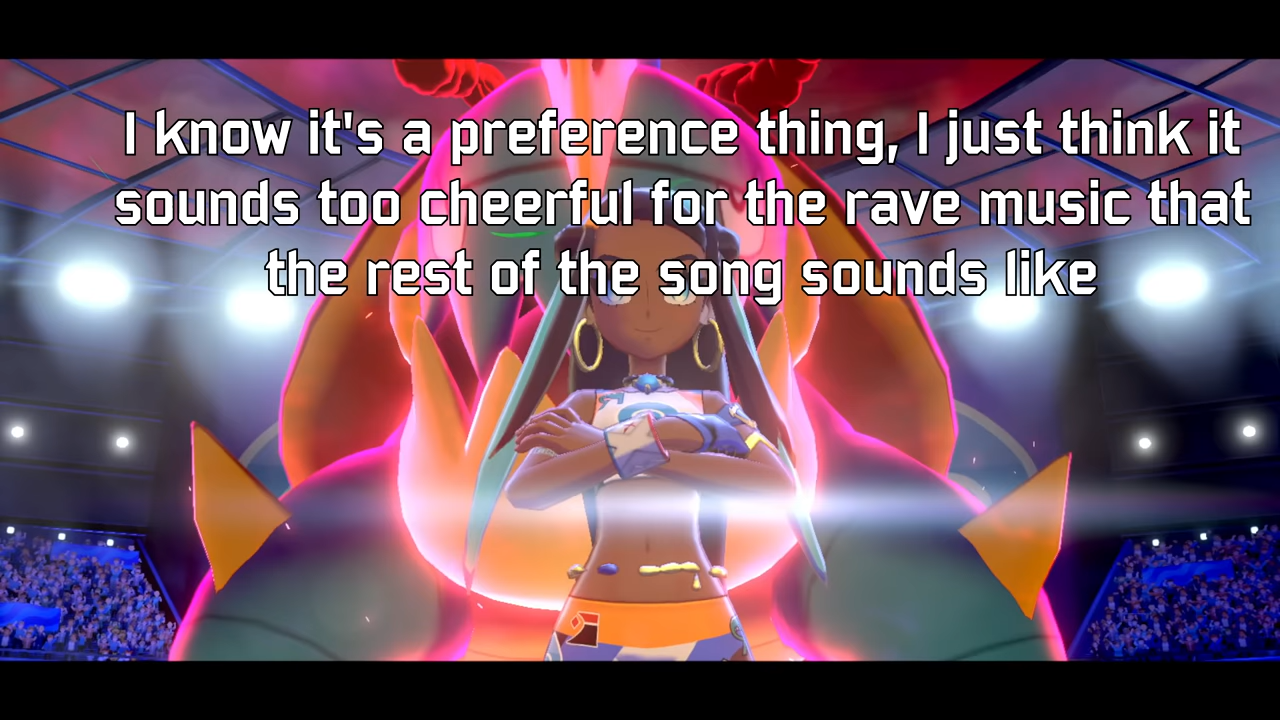 I know it's a preference thing, I just think it
sounds too cheerful for the rave music that
the rest of the song sounds like